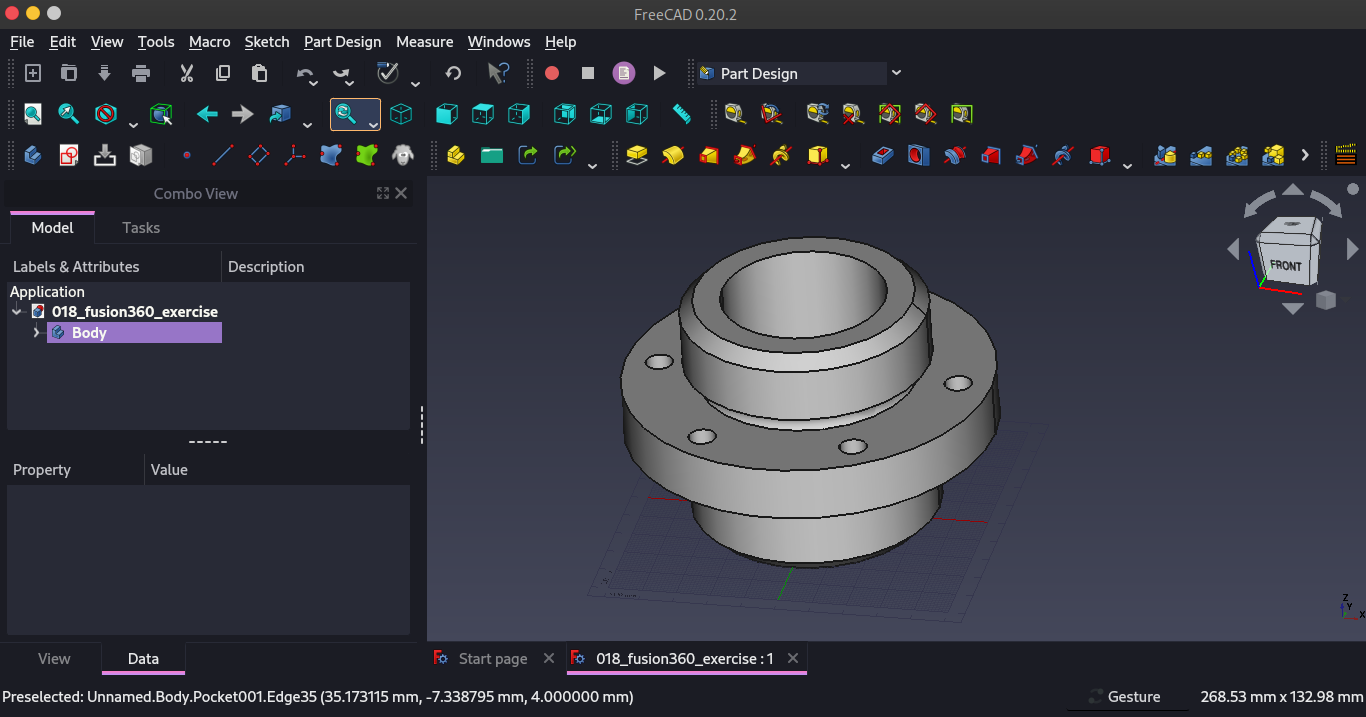 FreeCAD 0.20.2
File Edit View Tools Macro Sketch Part Design Measure Windows Help
Part Design
Combo View
Model Tasks
Labels & Attributes Description
Application
018_fusion360_exercise
Body
Property Value
FRONT
Z
Y
X
View Data
Start page 018_fusion360_exercise : 1
Preselected: Unnamed.Body.Pocket001.Edge35 (35.173115 mm, -7.338795 mm, 4.000000 mm) Gesture 268.53 mm x 132.98 mm